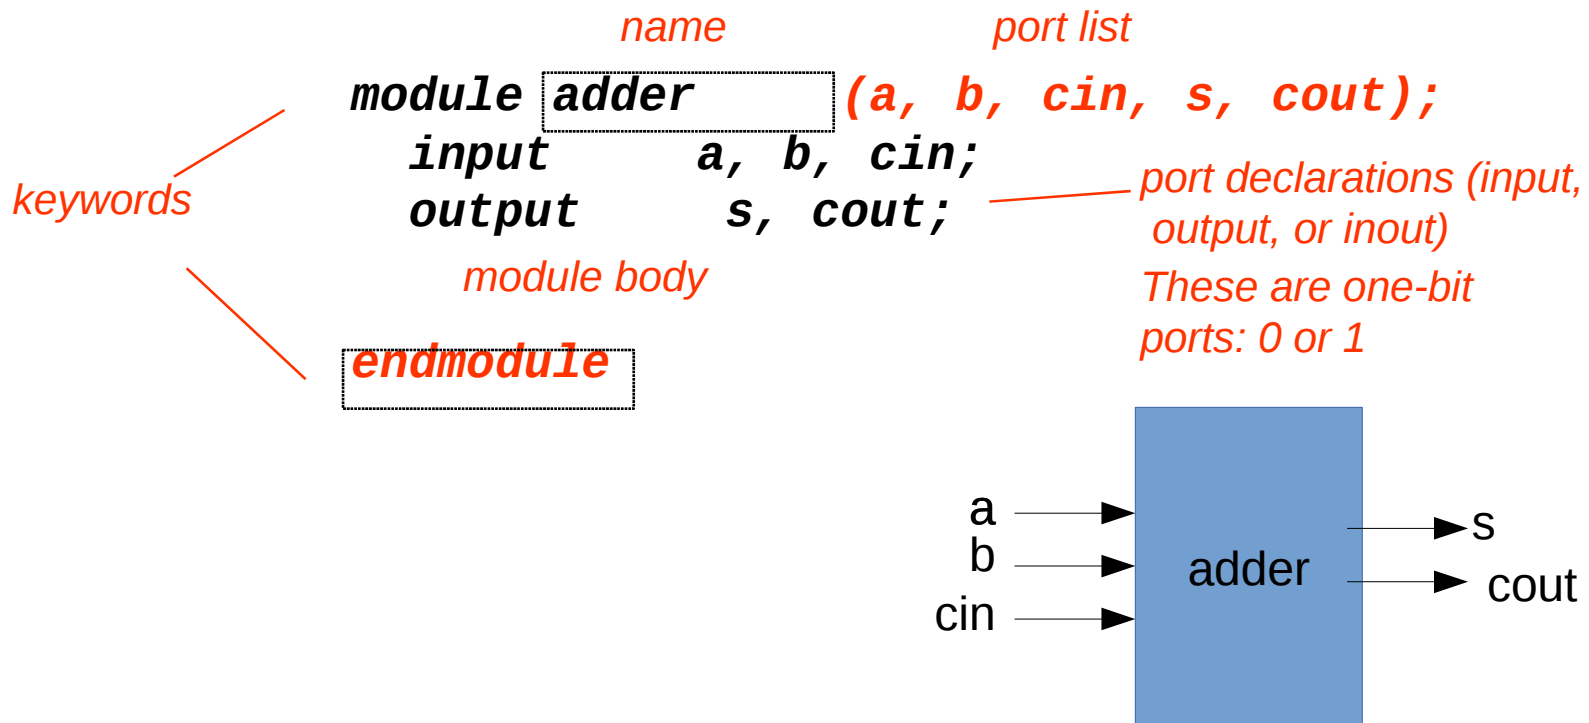 name port list
module adder (a, b, cin, s, cout);
input a, b, cin;
keywords
output s, cout;
port declarations (input,
output, or inout)
module body
These are one-bit
ports: 0 or 1
endmodule
a
b
cin
adder
s
cout